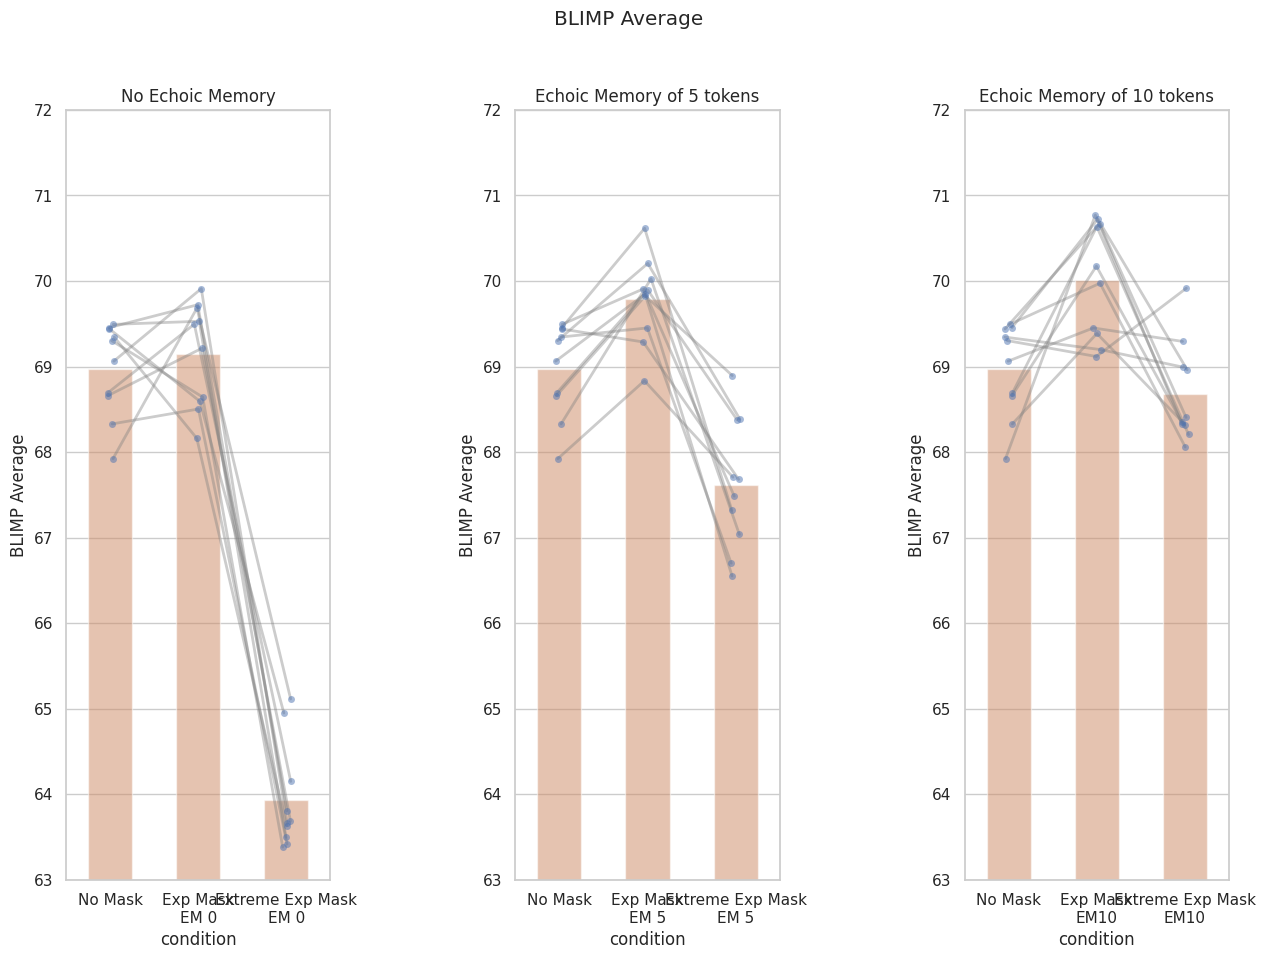 BLIMP Average
No Echoic Memory
72
71
70
69
68
67
66
65
64
63
BLIMP Average
No Mask
Exp Mask
EM 0
Extreme Exp Mask
EM 0
condition
Echoic Memory of 5 tokens
72
71
70
69
68
67
66
65
64
63
BLIMP Average
No Mask
Exp Mask
EM 5
Extreme Exp Mask
EM 5
condition
Echoic Memory of 10 tokens
72
71
70
69
68
67
66
65
64
63
BLIMP Average
No Mask
Exp Mask
EM10
Extreme Exp Mask
EM10
condition